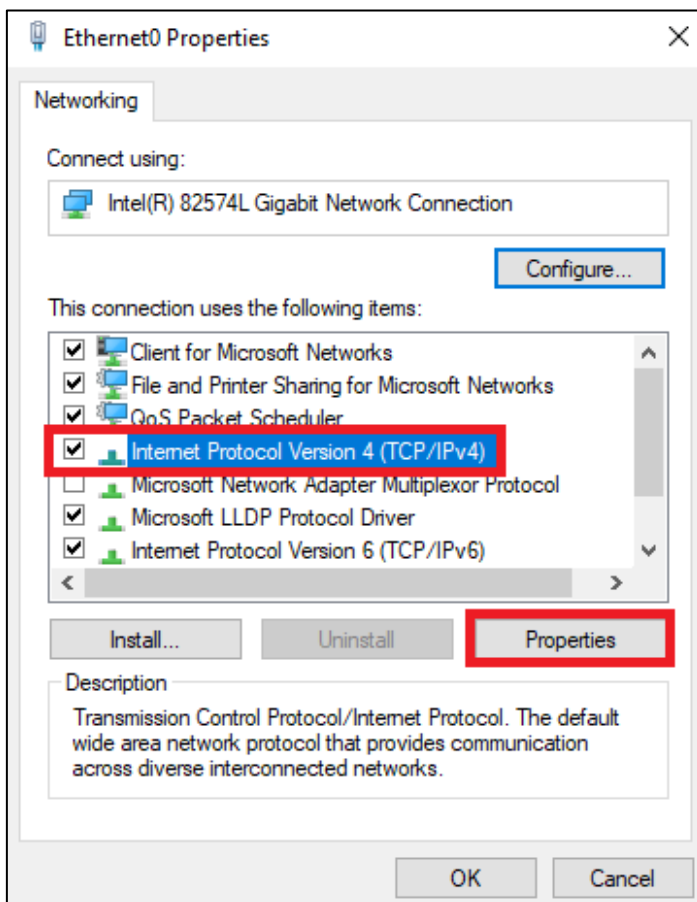 Ethernet0 Properties
Networking
Connect using:
Intel(R) 82574L Gigabit Network Connection
Configure...
This connection uses the following items:
Client for Microsoft Networks
File and Printer Sharing for Microsoft Networks
QoS Packet Scheduler
Internet Protocol Version 4 (TCP/IPv4)
Microsoft Network Adapter Multiplexor Protocol
Microsoft LLDP Protocol Driver
Internet Protocol Version 6 (TCP/IPv6)
Install...
Uninstall
Properties
Description
Transmission Control Protocol/Internet Protocol. The default
wide area network protocol that provides communication
across diverse interconnected networks.
OK
Cancel